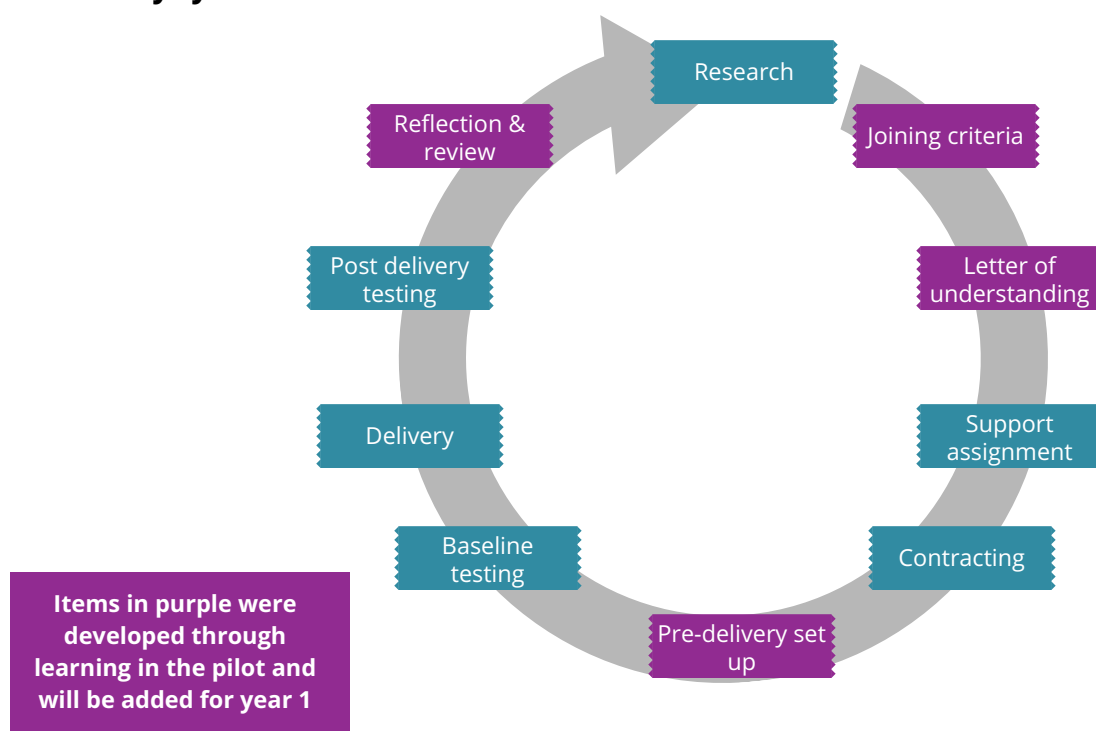 Research
Joining criteria
Letter of
understanding
Support
assignment
Contracting
Pre-delivery set
up
Baseline
testing
Delivery
Post delivery
testing
Reflection &
review
Items in purple were
developed through
learning in the pilot and
will be added for year 1